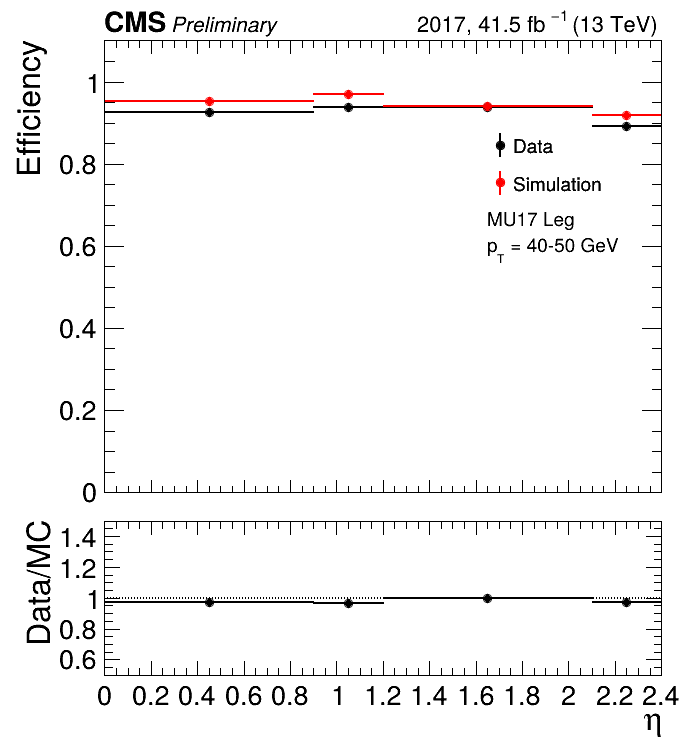 CMS Preliminary 2017, 41.5 fb⁻¹ (13 TeV)
Efficiency
1
0.8
0.6
0.4
0.2
0
Data
Simulation
MU17 Leg
p_T = 40-50 GeV
Data/MC
1.4
1.2
1
0.8
0.6
0 0.2 0.4 0.6 0.8 1 1.2 1.4 1.6 1.8 2 2.2 2.4
η